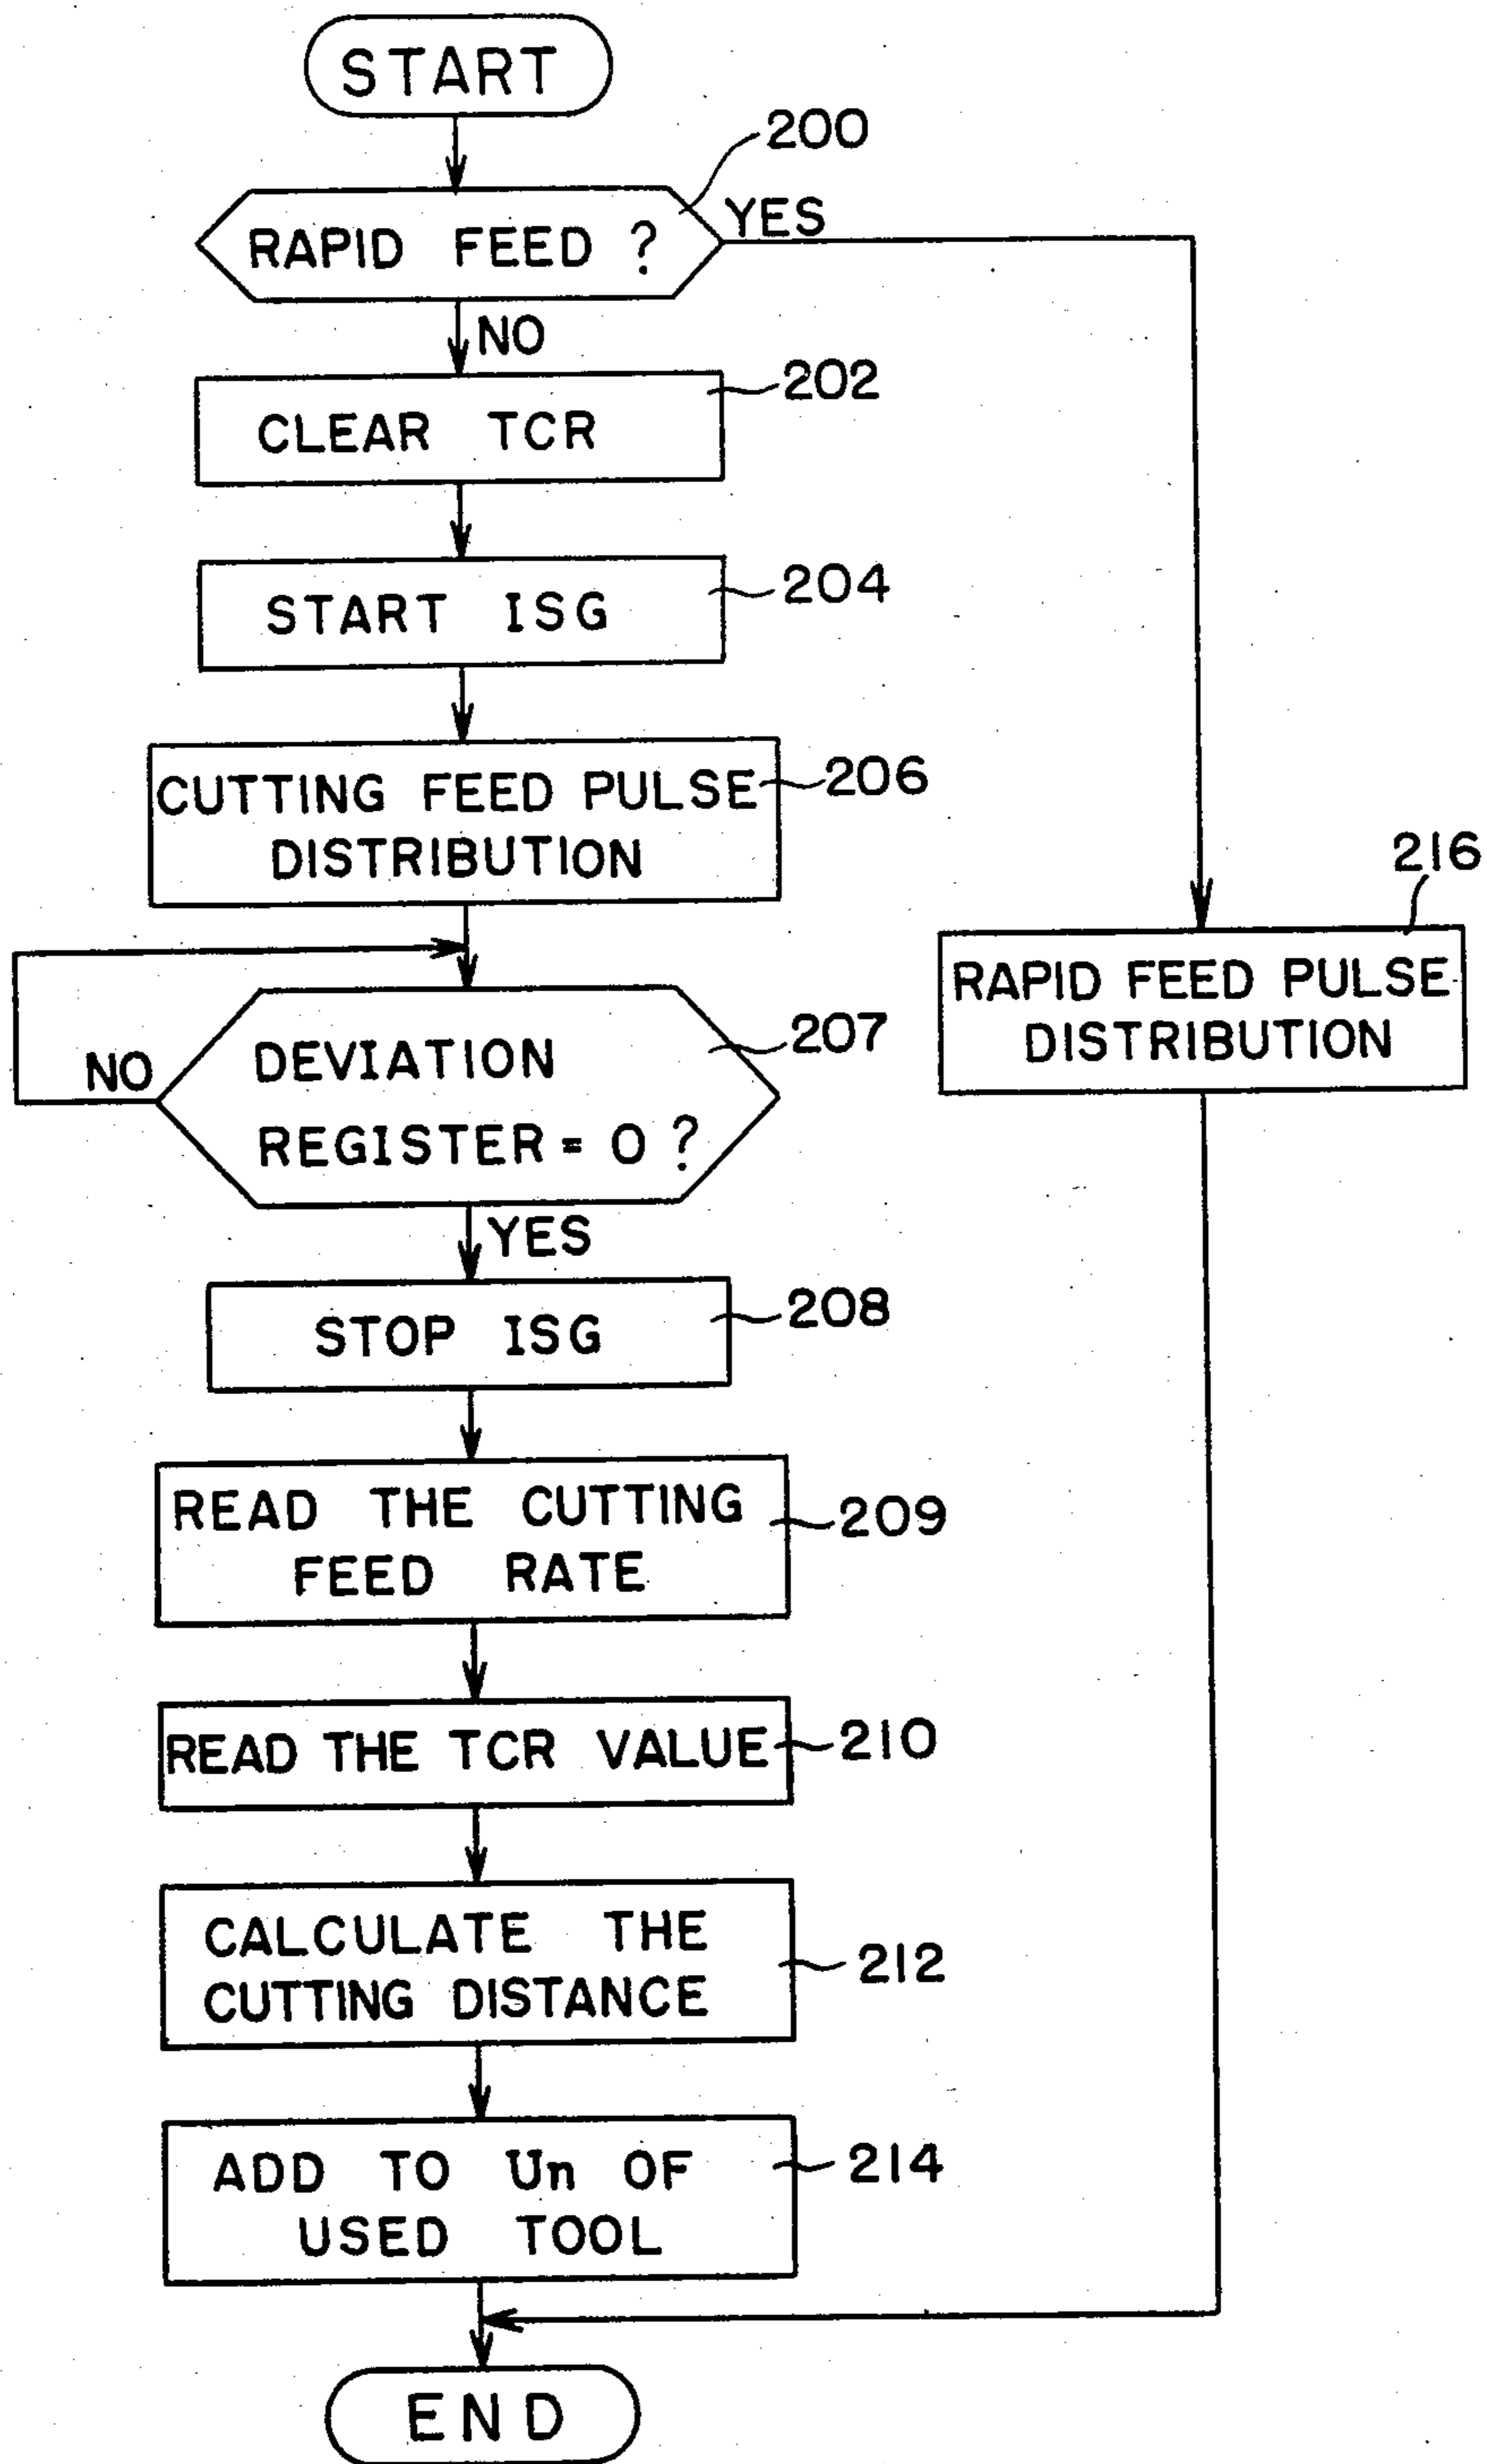 START
200
RAPID FEED ?
YES
NO
202
CLEAR TCR
204
START ISG
206
CUTTING FEED PULSE
DISTRIBUTION
216
RAPID FEED PULSE
DISTRIBUTION
207
NO
DEVIATION
REGISTER = 0 ?
YES
208
STOP ISG
209
READ THE CUTTING
FEED RATE
210
READ THE TCR VALUE
212
CALCULATE THE
CUTTING DISTANCE
214
ADD TO Un OF
USED TOOL
END